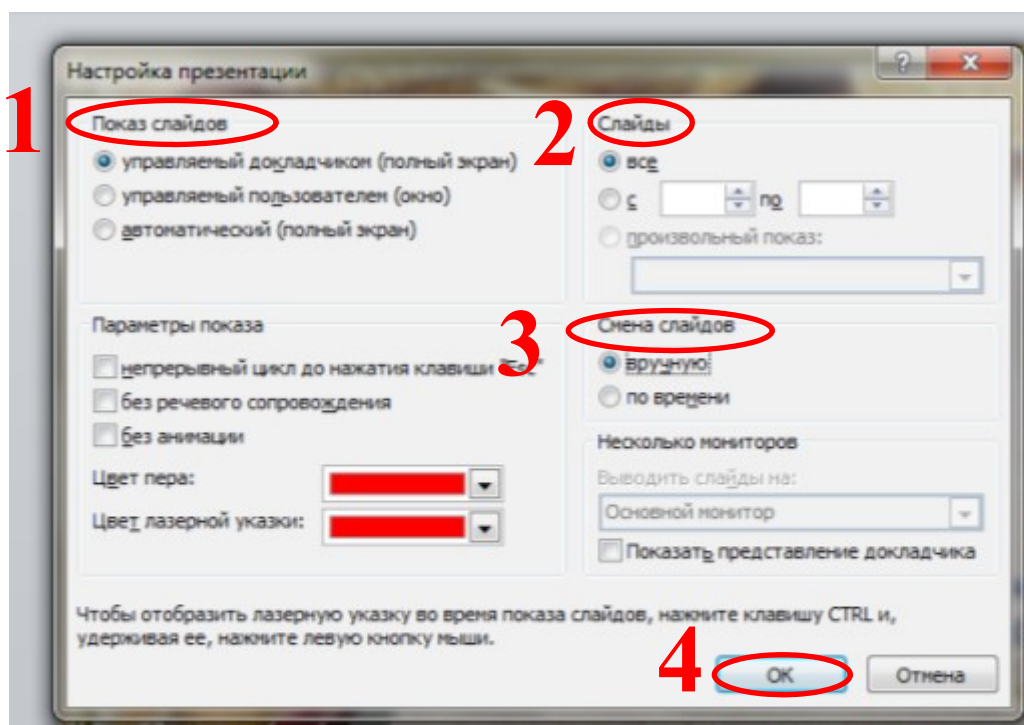 Настройка презентации
1
Показ слайдов
управляемый докладчиком (полный экран)
управляемый пользователем (окно)
автоматический (полный экран)
2
Слайды
все
с по
произвольный показ:
Параметры показа
непрерывный цикл до нажатия клавиши "Esc"
без речевого сопровождения
без анимации
Цвет пера:
Цвет лазерной указки:
3
Смена слайдов
вручную
по времени
Несколько мониторов
Выводить слайды на:
Основной монитор
Показать представление докладчика
Чтобы отобразить лазерную указку во время показа слайдов, нажмите клавишу CTRL и,
удерживая ее, нажмите левую кнопку мыши.
4
ОК
Отмена